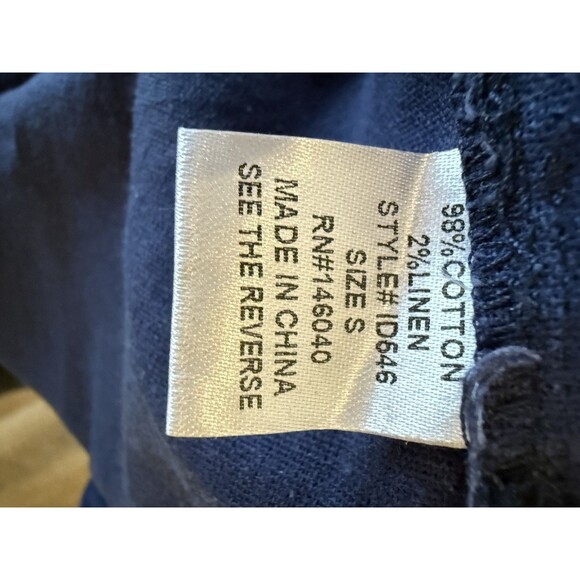 98% COTTON
2%LINEN
STYLE# ID646
SIZE S
RN#146040
MADE IN CHINA
SEE THE REVERSE